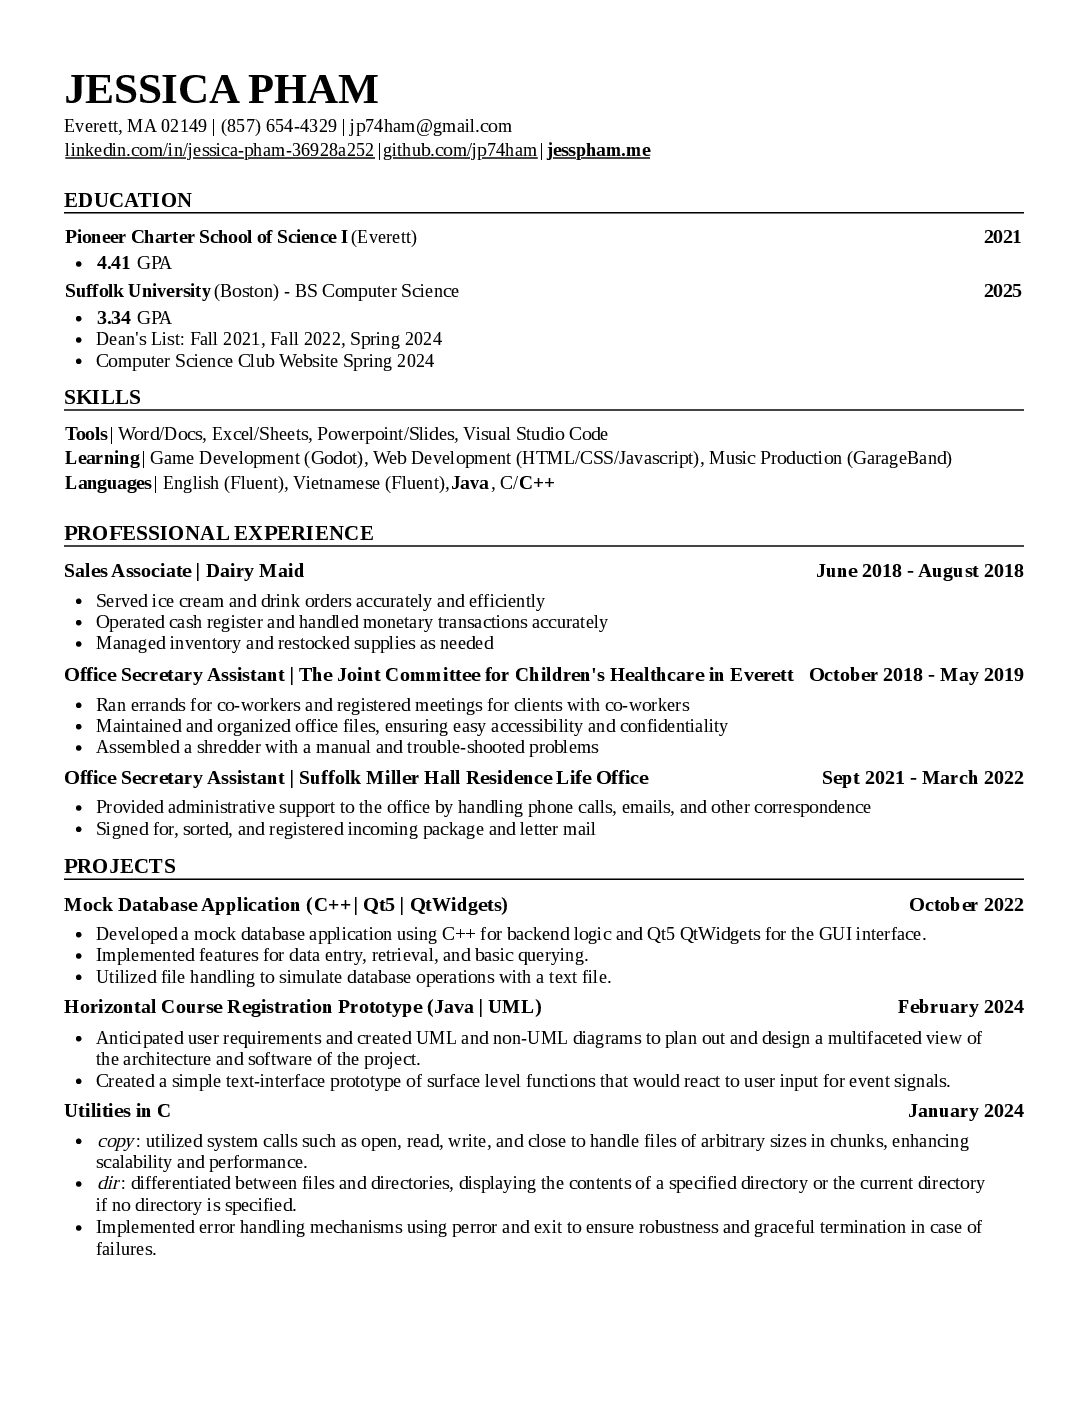 JESSICA PHAM
Everett, MA 02149 | (857) 654-4329 | jp74ham@gmail.com
linkedin.com/in/jessica-pham-36928a252 | github.com/jp74ham | jesspham.me
EDUCATION
Pioneer Charter School of Science I (Everett) 2021
• 4.41 GPA
Suffolk University (Boston) - BS Computer Science 2025
• 3.34 GPA
• Dean's List: Fall 2021, Fall 2022, Spring 2024
• Computer Science Club Website Spring 2024
SKILLS
Tools | Word/Docs, Excel/Sheets, Powerpoint/Slides, Visual Studio Code
Learning | Game Development (Godot), Web Development (HTML/CSS/Javascript), Music Production (GarageBand)
Languages | English (Fluent), Vietnamese (Fluent), Java, C/C++
PROFESSIONAL EXPERIENCE
Sales Associate | Dairy Maid June 2018 - August 2018
• Served ice cream and drink orders accurately and efficiently
• Operated cash register and handled monetary transactions accurately
• Managed inventory and restocked supplies as needed
Office Secretary Assistant | The Joint Committee for Children's Healthcare in Everett October 2018 - May 2019
• Ran errands for co-workers and registered meetings for clients with co-workers
• Maintained and organized office files, ensuring easy accessibility and confidentiality
• Assembled a shredder with a manual and trouble-shooted problems
Office Secretary Assistant | Suffolk Miller Hall Residence Life Office Sept 2021 - March 2022
• Provided administrative support to the office by handling phone calls, emails, and other correspondence
• Signed for, sorted, and registered incoming package and letter mail
PROJECTS
Mock Database Application (C++ | Qt5 | QtWidgets) October 2022
• Developed a mock database application using C++ for backend logic and Qt5 QtWidgets for the GUI interface.
• Implemented features for data entry, retrieval, and basic querying.
• Utilized file handling to simulate database operations with a text file.
Horizontal Course Registration Prototype (Java | UML) February 2024
• Anticipated user requirements and created UML and non-UML diagrams to plan out and design a multifaceted view of
the architecture and software of the project.
• Created a simple text-interface prototype of surface level functions that would react to user input for event signals.
Utilities in C January 2024
• copy: utilized system calls such as open, read, write, and close to handle files of arbitrary sizes in chunks, enhancing
scalability and performance.
• dir: differentiated between files and directories, displaying the contents of a specified directory or the current directory
if no directory is specified.
• Implemented error handling mechanisms using perror and exit to ensure robustness and graceful termination in case of
failures.